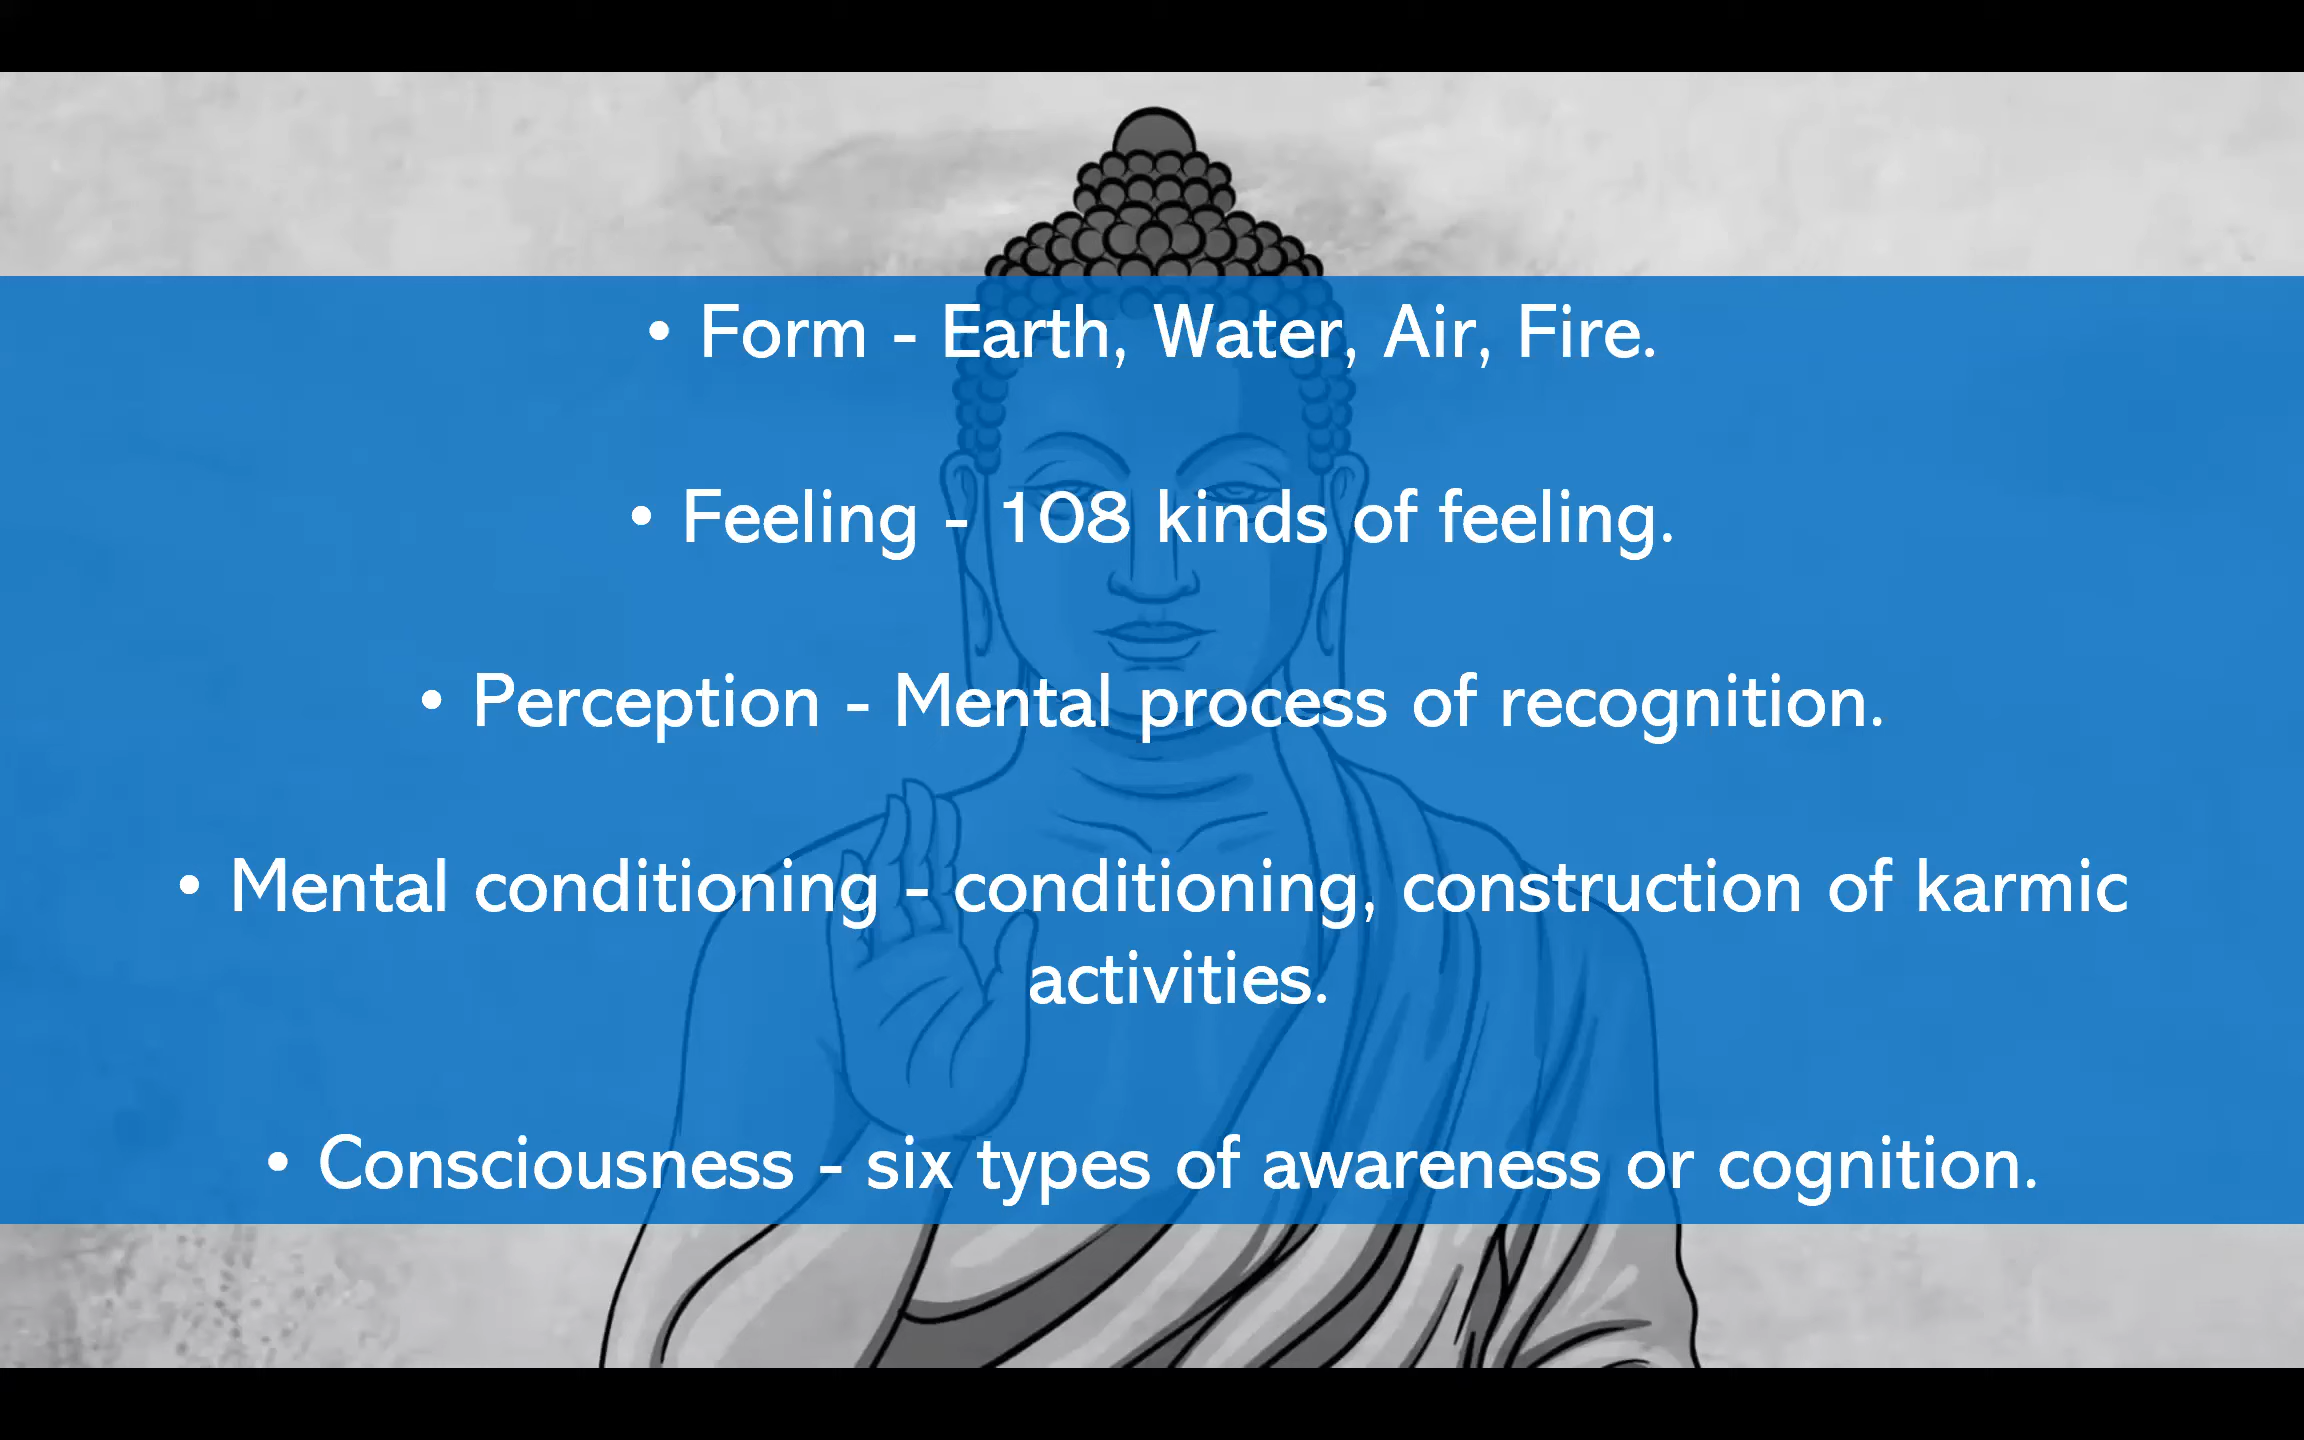 • Form - Earth, Water, Air, Fire.
• Feeling - 108 kinds of feeling.
• Perception - Mental process of recognition.
• Mental conditioning - conditioning, construction of karmic
activities.
• Consciousness - six types of awareness or cognition.